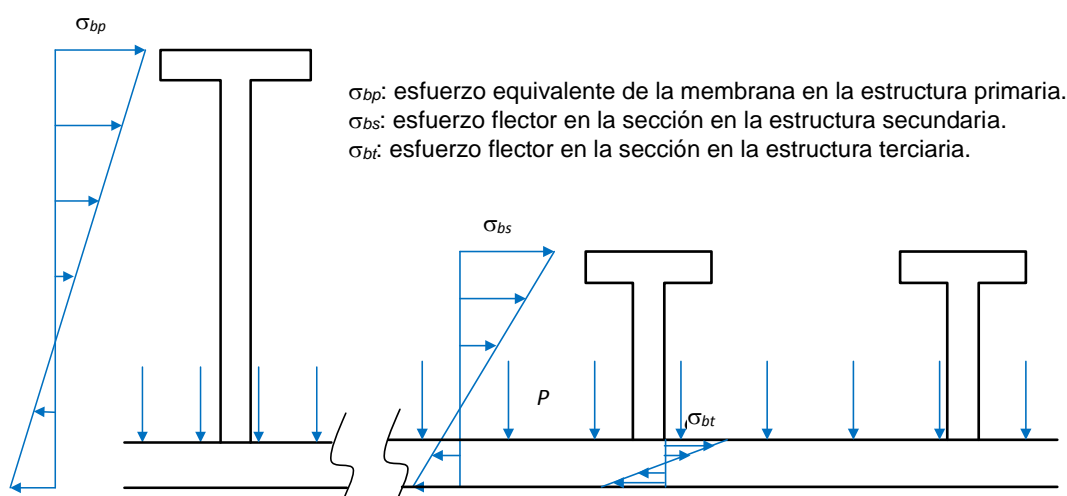 σbp
σbp: esfuerzo equivalente de la membrana en la estructura primaria.
σbs: esfuerzo flector en la sección en la estructura secundaria.
σbt: esfuerzo flector en la sección en la estructura terciaria.
σbs
P
σbt